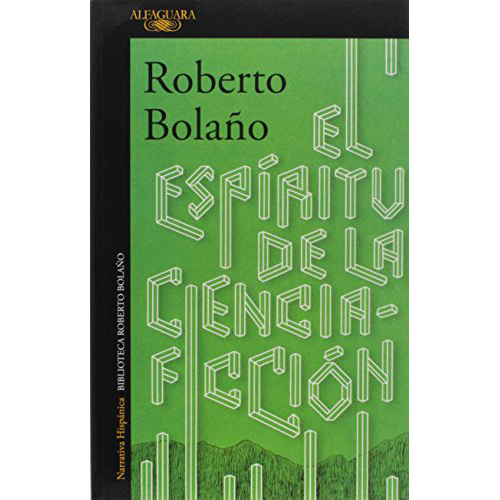 ALFAGUARA
Roberto
Bolaño
EL
ESPÍRITU
DE LA
CIENCIA-
FICCIÓN
Narrativa Hispánica BIBLIOTECA ROBERTO BOLAÑO